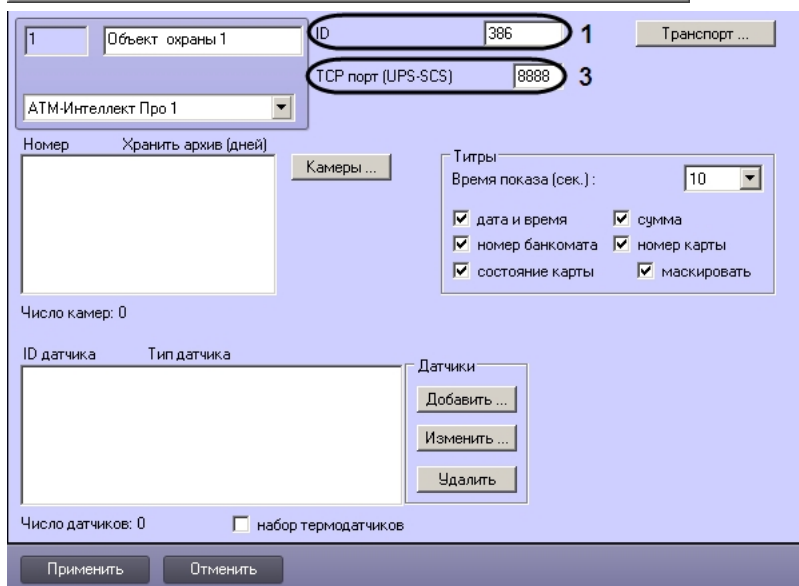 1 Объект охраны 1 ID 386 1 Транспорт ...
TCP порт (UPS-SCS) 8888 3
АТМ-Интеллект Про 1
Номер Хранить архив (дней)
Камеры ...
Титры
Время показа (сек.) : 10
дата и время сумма
номер банкомата номер карты
состояние карты маскировать
Число камер: 0
ID датчика Тип датчика
Датчики
Добавить ...
Изменить ...
Удалить
Число датчиков: 0 набор термодатчиков
Применить Отменить